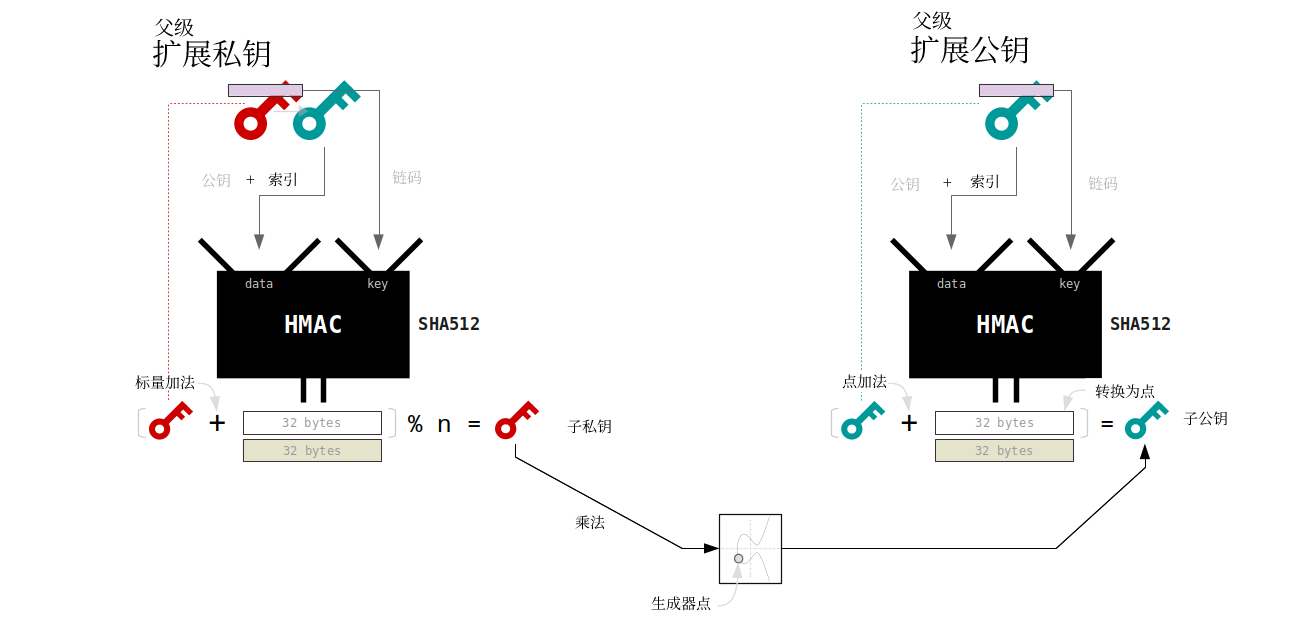 父级
扩展私钥
公钥 + 索引
链码
data
key
HMAC
SHA512
标量加法
+
32 bytes
% n =
子私钥
32 bytes
父级
扩展公钥
公钥 + 索引
链码
data
key
HMAC
SHA512
点加法
转换为点
+
32 bytes
=
子公钥
32 bytes
乘法
生成器点